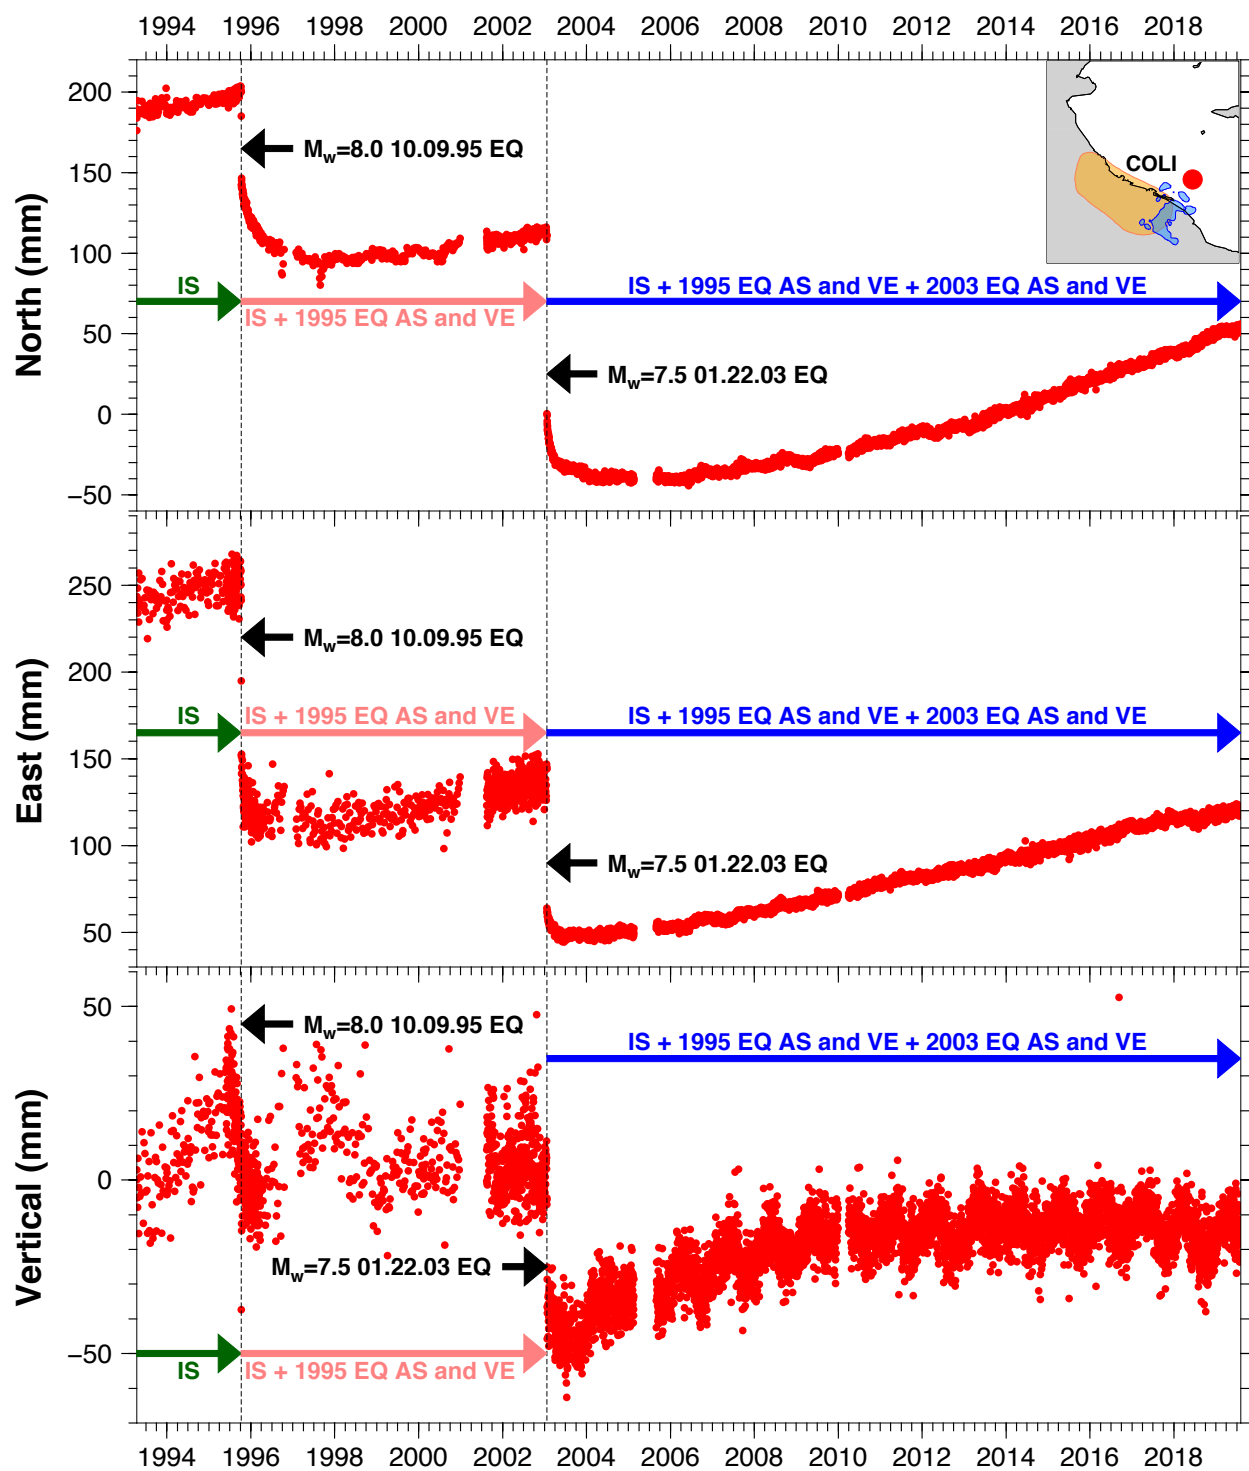 1994 1996 1998 2000 2002 2004 2006 2008 2010 2012 2014 2016 2018
North (mm)
200
150
100
50
0
−50
Mw=8.0 10.09.95 EQ
COLI
IS
IS + 1995 EQ AS and VE
IS + 1995 EQ AS and VE + 2003 EQ AS and VE
Mw=7.5 01.22.03 EQ
East (mm)
250
200
150
100
50
Mw=8.0 10.09.95 EQ
IS
IS + 1995 EQ AS and VE
IS + 1995 EQ AS and VE + 2003 EQ AS and VE
Mw=7.5 01.22.03 EQ
Vertical (mm)
50
0
−50
Mw=8.0 10.09.95 EQ
IS + 1995 EQ AS and VE + 2003 EQ AS and VE
Mw=7.5 01.22.03 EQ
IS
IS + 1995 EQ AS and VE
1994 1996 1998 2000 2002 2004 2006 2008 2010 2012 2014 2016 2018